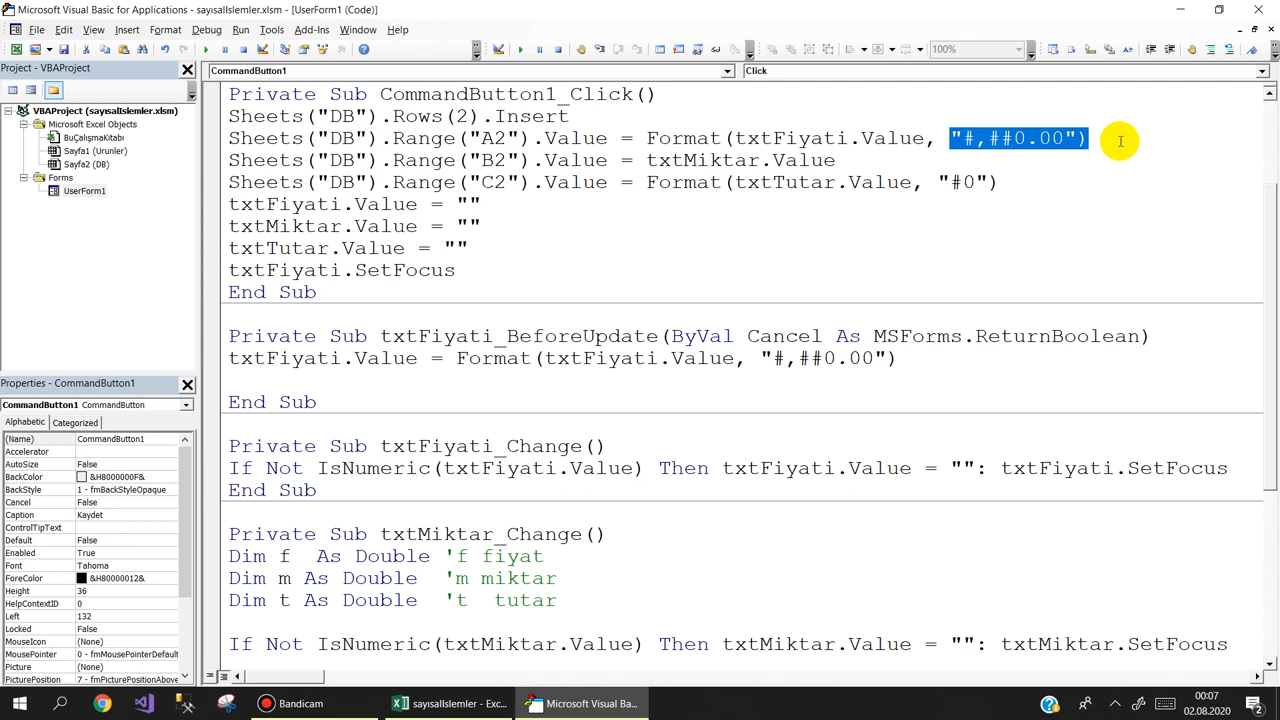 Microsoft Visual Basic for Applications - sayısalIslemler.xlsm - [UserForm1 (Code)]
File Edit View Insert Format Debug Run Tools Add-Ins Window Help
100%
Project - VBAProject
VBAProject (sayısalIslemler.xlsm)
Microsoft Excel Objects
BuÇalışmaKitabı
Sayfa1 (Urunler)
Sayfa2 (DB)
Forms
UserForm1
Properties - CommandButton1
CommandButton1 CommandButton
Alphabetic Categorized
(Name) CommandButton1
Accelerator
AutoSize False
BackColor &H8000000F&
BackStyle 1 - fmBackStyleOpaque
Cancel False
Caption Kaydet
ControlTipText
Default False
Enabled True
Font Tahoma
ForeColor &H80000012&
Height 36
HelpContextID 0
Left 132
Locked False
MouseIcon (None)
MousePointer 0 - fmMousePointerDefault
Picture (None)
PicturePosition 7 - fmPicturePositionAbove
CommandButton1 Click
Private Sub CommandButton1_Click()
Sheets("DB").Rows(2).Insert
Sheets("DB").Range("A2").Value = Format(txtFiyati.Value, "#,##0.00")
Sheets("DB").Range("B2").Value = txtMiktar.Value
Sheets("DB").Range("C2").Value = Format(txtTutar.Value, "#0")
txtFiyati.Value = ""
txtMiktar.Value = ""
txtTutar.Value = ""
txtFiyati.SetFocus
End Sub
Private Sub txtFiyati_BeforeUpdate(ByVal Cancel As MSForms.ReturnBoolean)
txtFiyati.Value = Format(txtFiyati.Value, "#,##0.00")
End Sub
Private Sub txtFiyati_Change()
If Not IsNumeric(txtFiyati.Value) Then txtFiyati.Value = "": txtFiyati.SetFocus
End Sub
Private Sub txtMiktar_Change()
Dim f As Double 'f fiyat
Dim m As Double 'm miktar
Dim t As Double 't tutar
If Not IsNumeric(txtMiktar.Value) Then txtMiktar.Value = "": txtMiktar.SetFocus
Bandicam
sayısalIslemler - Exc...
Microsoft Visual Ba...
00:07
02.08.2020
2